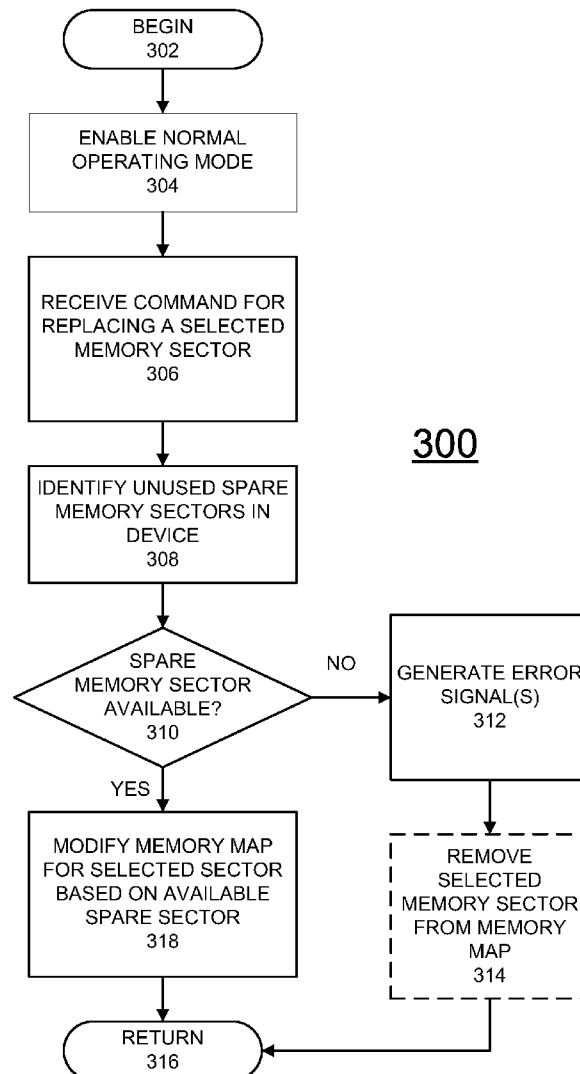 BEGIN
302
ENABLE NORMAL
OPERATING MODE
304
RECEIVE COMMAND FOR
REPLACING A SELECTED
MEMORY SECTOR
306
300
IDENTIFY UNUSED SPARE
MEMORY SECTORS IN
DEVICE
308
SPARE
MEMORY SECTOR
AVAILABLE?
310
NO
GENERATE ERROR
SIGNAL(S)
312
YES
MODIFY MEMORY MAP
FOR SELECTED SECTOR
BASED ON AVAILABLE
SPARE SECTOR
318
REMOVE
SELECTED
MEMORY SECTOR
FROM MEMORY
MAP
314
RETURN
316